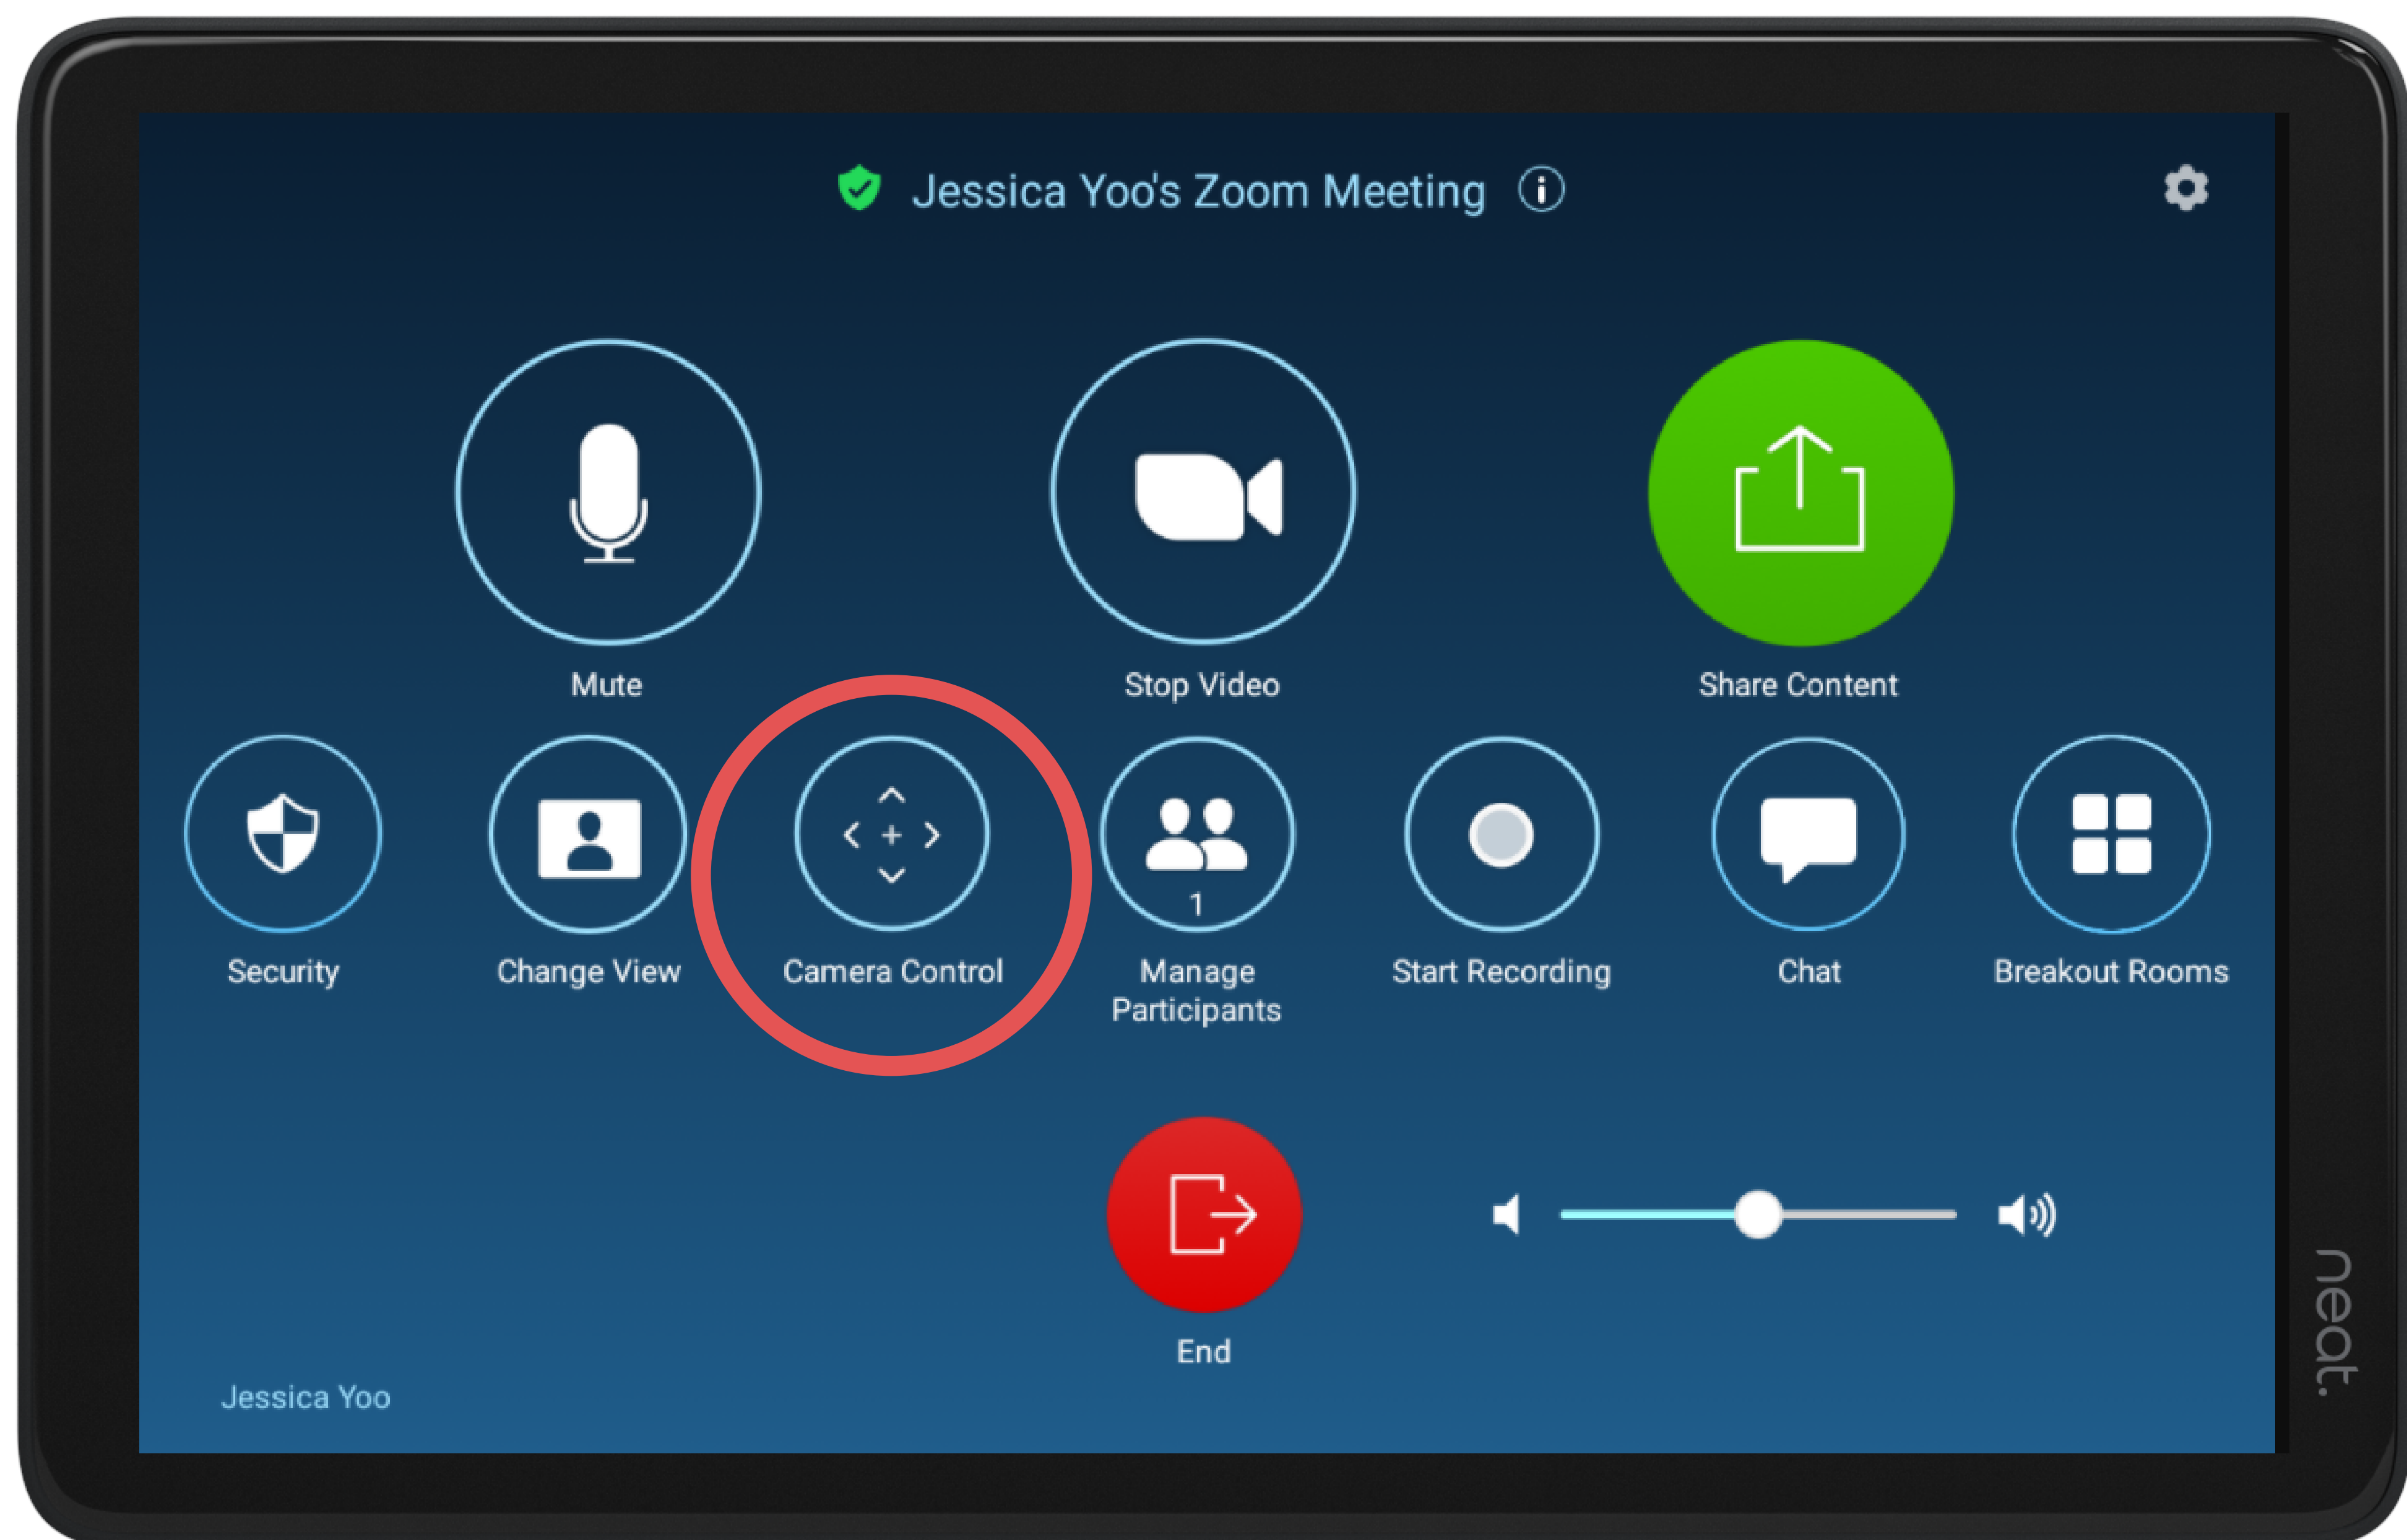 Jessica Yoo's Zoom Meeting
Mute
Stop Video
Share Content
Security
Change View
Camera Control
1
Manage
Participants
Start Recording
Chat
Breakout Rooms
End
Jessica Yoo
neat.